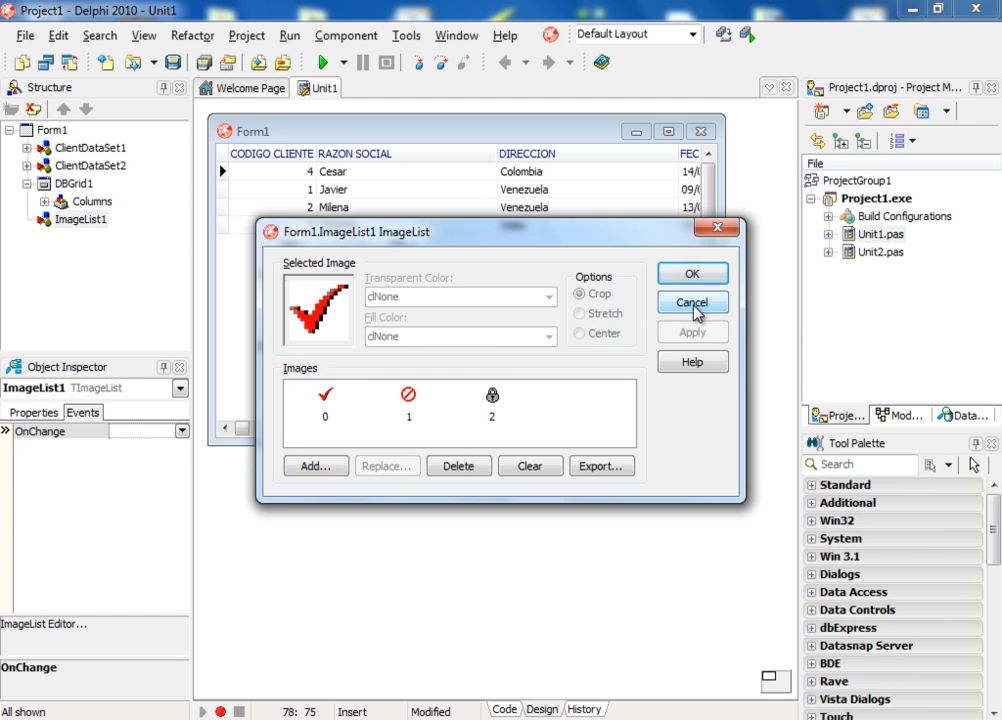 Project1 - Delphi 2010 - Unit1
File Edit Search View Refactor Project Run Component Tools Window Help
Default Layout
Structure
Form1
ClientDataSet1
ClientDataSet2
DBGrid1
Columns
ImageList1
Object Inspector
ImageList1 TImageList
Properties Events
OnChange
ImageList Editor...
OnChange
All shown
Welcome Page Unit1
Form1
CODIGO CLIENTE RAZON SOCIAL DIRECCION FEC
4 Cesar Colombia 14/
1 Javier Venezuela 09/
2 Milena Venezuela 13/
Form1.ImageList1 ImageList
Selected Image
Transparent Color:
clNone
Fill Color:
clNone
Options
Crop
Stretch
Center
OK
Cancel
Apply
Help
Images
0 1 2
Add... Replace... Delete Clear Export...
78: 75 Insert Modified Code Design History
Project1.dproj - Project M...
File
ProjectGroup1
Project1.exe
Build Configurations
Unit1.pas
Unit2.pas
Proje... Mod... Data...
Tool Palette
Search
Standard
Additional
Win32
System
Win 3.1
Dialogs
Data Access
Data Controls
dbExpress
Datasnap Server
BDE
Rave
Vista Dialogs
Touch